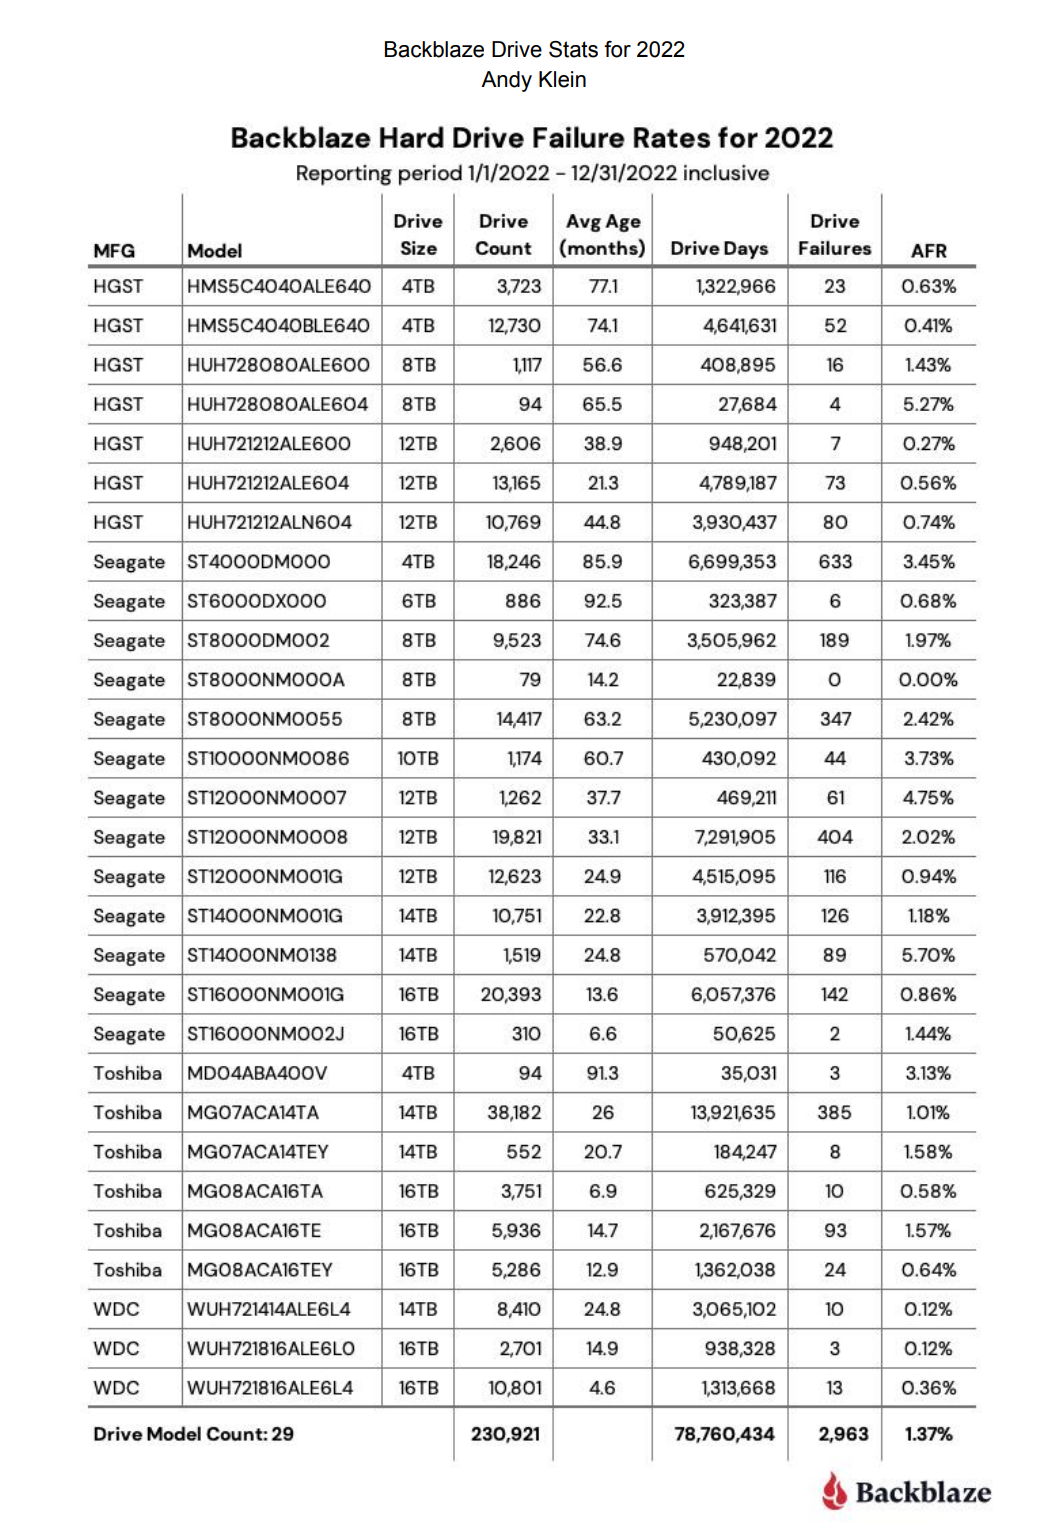 Backblaze Drive Stats for 2022
Andy Klein
Backblaze Hard Drive Failure Rates for 2022
Reporting period 1/1/2022 – 12/31/2022 inclusive
MFG Model Drive Size Drive Count Avg Age (months) Drive Days Drive Failures AFR
HGST HMS5C4040ALE640 4TB 3,723 77.1 1,322,966 23 0.63%
HGST HMS5C4040BLE640 4TB 12,730 74.1 4,641,631 52 0.41%
HGST HUH728080ALE600 8TB 1,117 56.6 408,895 16 1.43%
HGST HUH728080ALE604 8TB 94 65.5 27,684 4 5.27%
HGST HUH721212ALE600 12TB 2,606 38.9 948,201 7 0.27%
HGST HUH721212ALE604 12TB 13,165 21.3 4,789,187 73 0.56%
HGST HUH721212ALN604 12TB 10,769 44.8 3,930,437 80 0.74%
Seagate ST4000DM000 4TB 18,246 85.9 6,699,353 633 3.45%
Seagate ST6000DX000 6TB 886 92.5 323,387 6 0.68%
Seagate ST8000DM002 8TB 9,523 74.6 3,505,962 189 1.97%
Seagate ST8000NM000A 8TB 79 14.2 22,839 0 0.00%
Seagate ST8000NM0055 8TB 14,417 63.2 5,230,097 347 2.42%
Seagate ST10000NM0086 10TB 1,174 60.7 430,092 44 3.73%
Seagate ST12000NM0007 12TB 1,262 37.7 469,211 61 4.75%
Seagate ST12000NM0008 12TB 19,821 33.1 7,291,905 404 2.02%
Seagate ST12000NM001G 12TB 12,623 24.9 4,515,095 116 0.94%
Seagate ST14000NM001G 14TB 10,751 22.8 3,912,395 126 1.18%
Seagate ST14000NM0138 14TB 1,519 24.8 570,042 89 5.70%
Seagate ST16000NM001G 16TB 20,393 13.6 6,057,376 142 0.86%
Seagate ST16000NM002J 16TB 310 6.6 50,625 2 1.44%
Toshiba MD04ABA400V 4TB 94 91.3 35,031 3 3.13%
Toshiba MG07ACA14TA 14TB 38,182 26 13,921,635 385 1.01%
Toshiba MG07ACA14TEY 14TB 552 20.7 184,247 8 1.58%
Toshiba MG08ACA16TA 16TB 3,751 6.9 625,329 10 0.58%
Toshiba MG08ACA16TE 16TB 5,936 14.7 2,167,676 93 1.57%
Toshiba MG08ACA16TEY 16TB 5,286 12.9 1,362,038 24 0.64%
WDC WUH721414ALE6L4 14TB 8,410 24.8 3,065,102 10 0.12%
WDC WUH721816ALE6L0 16TB 2,701 14.9 938,328 3 0.12%
WDC WUH721816ALE6L4 16TB 10,801 4.6 1,313,668 13 0.36%
Drive Model Count: 29 230,921 78,760,434 2,963 1.37%
Backblaze